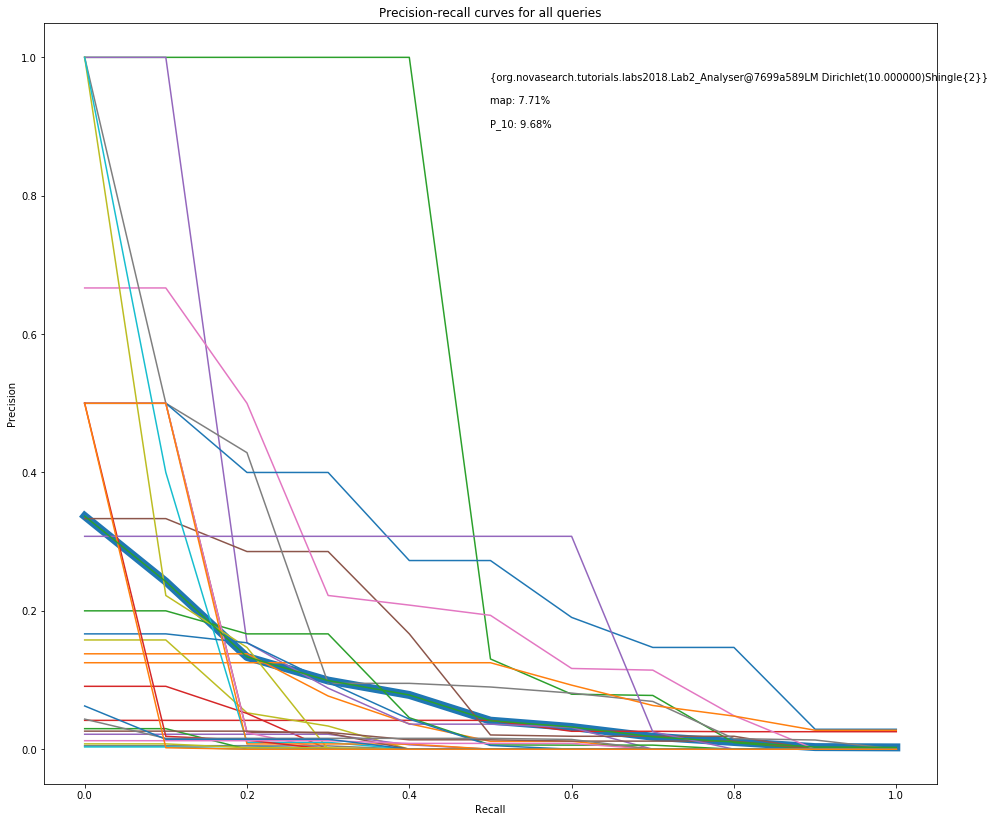 Precision-recall curves for all queries
1.0
{org.novasearch.tutorials.labs2018.Lab2_Analyser@7699a589LM Dirichlet(10.000000)Shingle{2}}
map: 7.71%
P_10: 9.68%
0.8
0.6
Precision
0.4
0.2
0.0
0.0 0.2 0.4 0.6 0.8 1.0
Recall